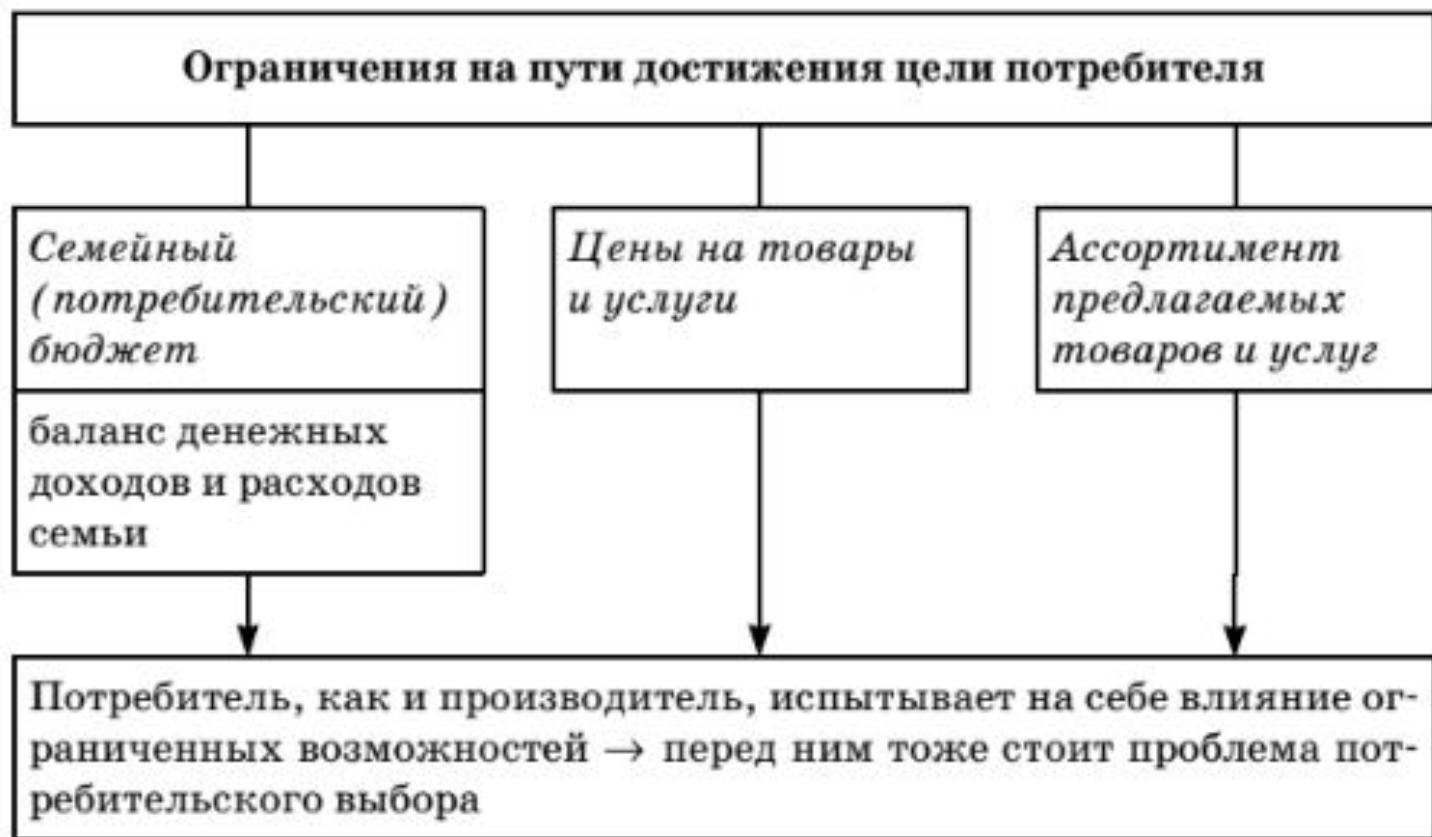 Ограничения на пути достижения цели потребителя
Семейный
(потребительский)
бюджет
баланс денежных
доходов и расходов
семьи
Цены на товары
и услуги
Ассортимент
предлагаемых
товаров и услуг
Потребитель, как и производитель, испытывает на себе влияние ог-
раниченных возможностей → перед ним тоже стоит проблема пот-
ребительского выбора